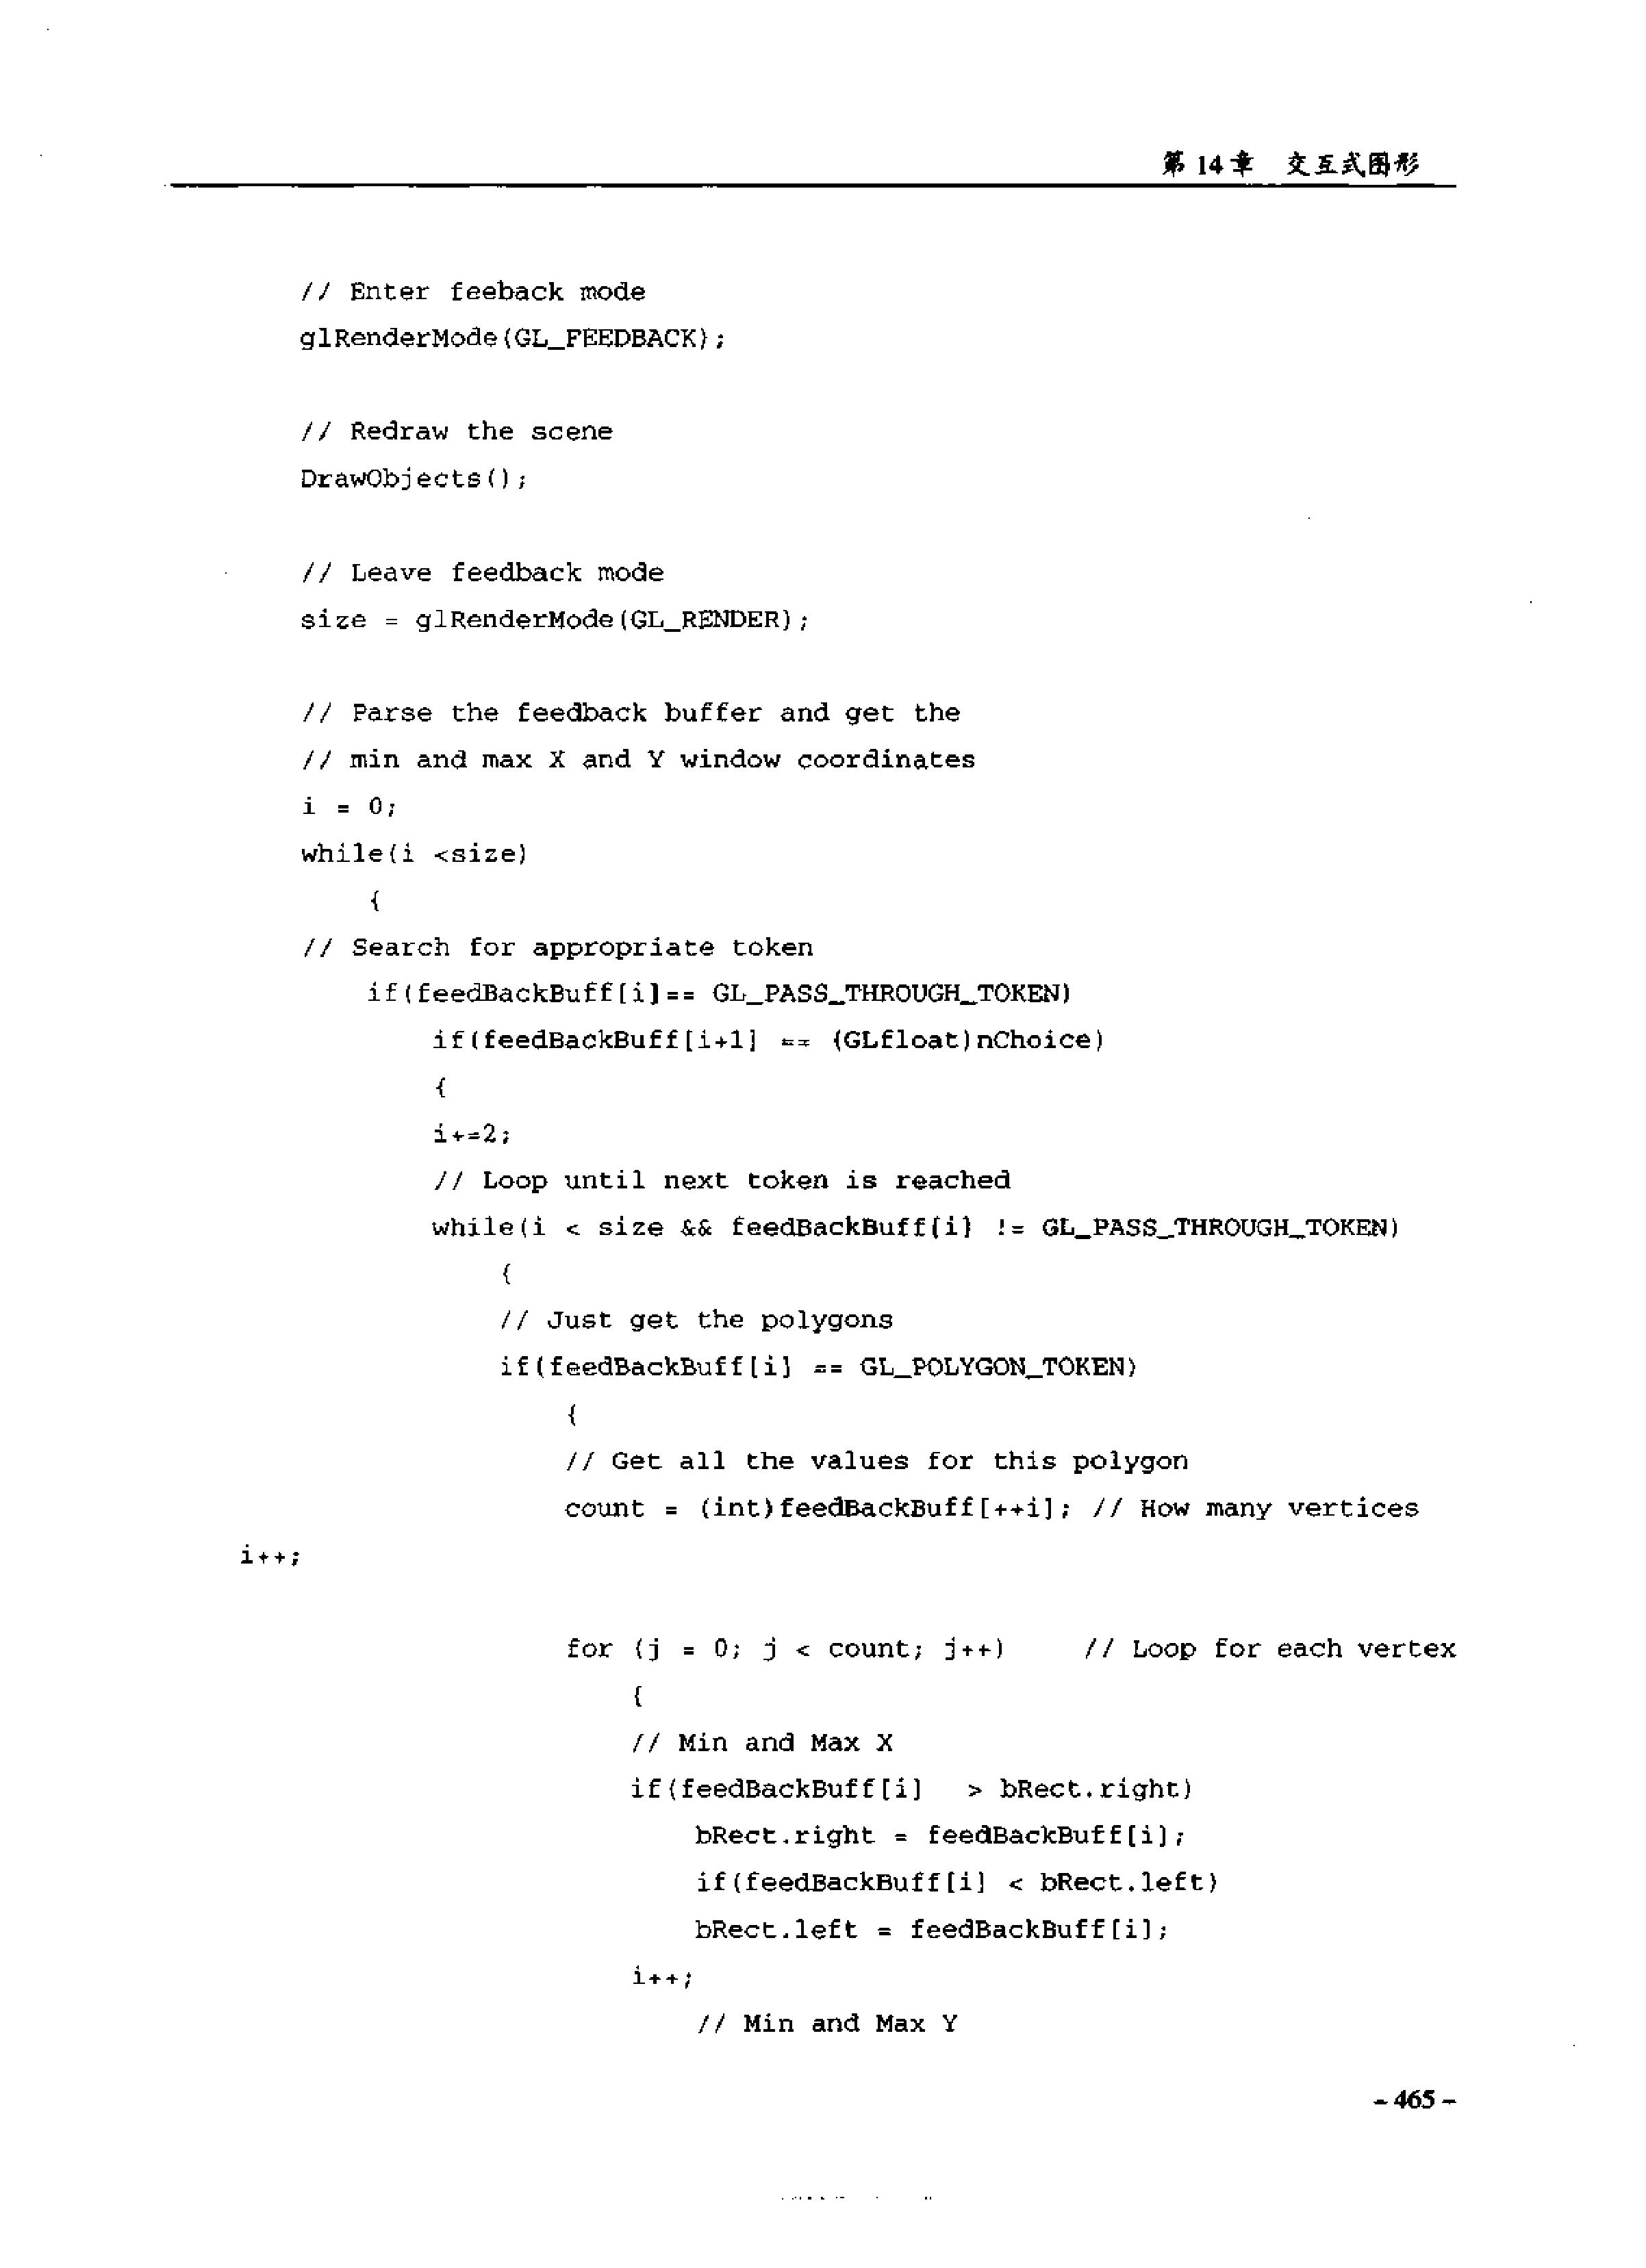 第 14 章 交互式图形
// Enter feeback mode
glRenderMode(GL_FEEDBACK);
// Redraw the scene
DrawObjects();
// Leave feedback mode
size = glRenderMode(GL_RENDER);
// Parse the feedback buffer and get the
// min and max X and Y window coordinates
i = 0;
while(i <size)
{
// Search for appropriate token
if(feedBackBuff[i]== GL_PASS_THROUGH_TOKEN)
if(feedBackBuff[i+1] == (GLfloat)nChoice)
{
i+=2;
// Loop until next token is reached
while(i < size && feedBackBuff[i] != GL_PASS_THROUGH_TOKEN)
{
// Just get the polygons
if(feedBackBuff[i] == GL_POLYGON_TOKEN)
{
// Get all the values for this polygon
count = (int)feedBackBuff[++i]; // How many vertices
i++;
for (j = 0; j < count; j++) // Loop for each vertex
{
// Min and Max X
if(feedBackBuff[i] > bRect.right)
bRect.right = feedBackBuff[i];
if(feedBackBuff[i] < bRect.left)
bRect.left = feedBackBuff[i];
i++;
// Min and Max Y
- 465 -